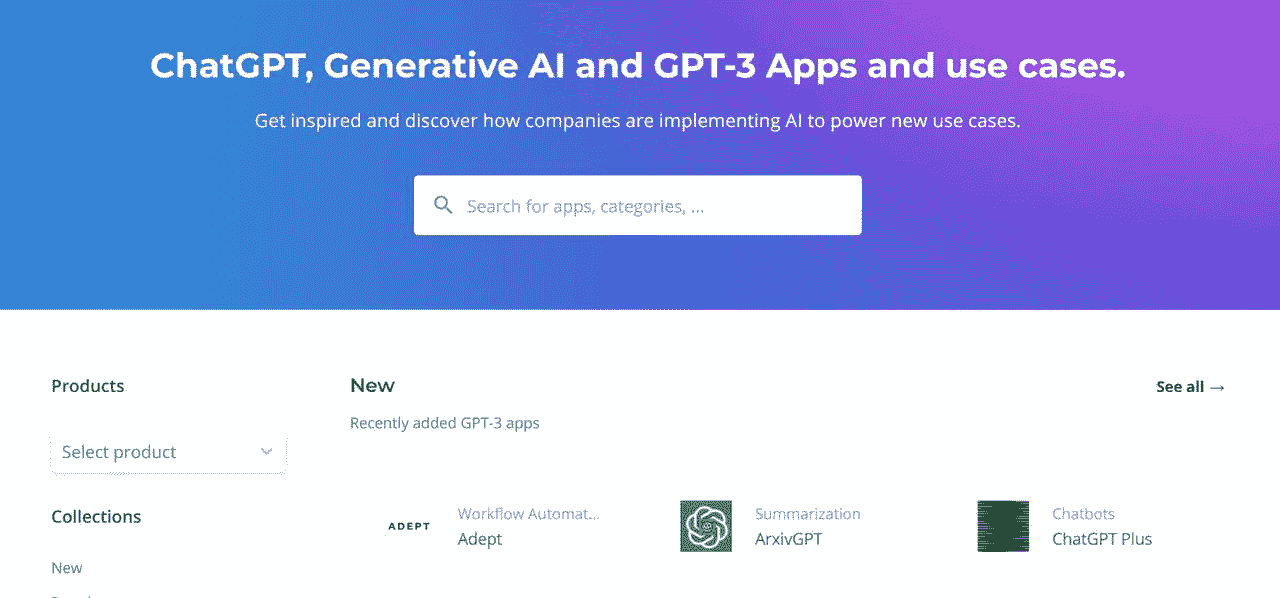 ChatGPT, Generative AI and GPT-3 Apps and use cases.
Get inspired and discover how companies are implementing AI to power new use cases.
Search for apps, categories, ...
Products
Select product
Collections
New
New
See all →
Recently added GPT-3 apps
ADEPT
Workflow Automat...
Adept
Summarization
ArxivGPT
Chatbots
ChatGPT Plus